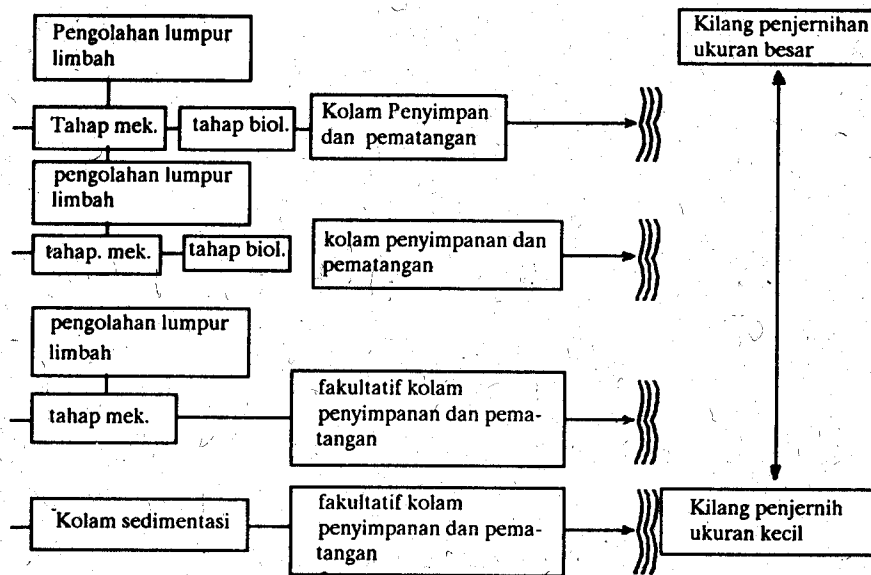 Pengolahan lumpur
limbah
Kilang penjernihan
ukuran besar
Tahap mek.
tahap biol.
Kolam Penyimpan
dan pematangan
pengolahan lumpur
limbah
tahap. mek.
tahap biol.
kolam penyimpanan dan
pematangan
pengolahan lumpur
limbah
tahap mek.
fakultatif kolam
penyimpanan dan pema-
tangan
Kolam sedimentasi
fakultatif kolam
penyimpanan dan pema-
tangan
Kilang penjernih
ukuran kecil